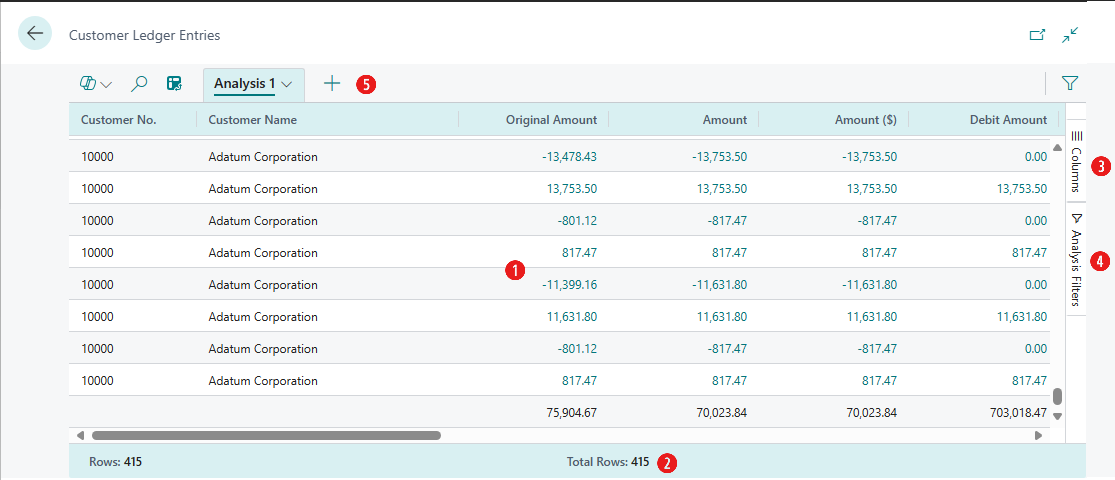 Customer Ledger Entries
Analysis 1
5
Customer No. Customer Name Original Amount Amount Amount ($) Debit Amount
10000 Adatum Corporation -13,478.43 -13,753.50 -13,753.50 0.00
10000 Adatum Corporation 13,753.50 13,753.50 13,753.50 13,753.50
10000 Adatum Corporation -801.12 -817.47 -817.47 0.00
10000 Adatum Corporation 817.47 817.47 817.47 817.47
1
10000 Adatum Corporation -11,399.16 -11,631.80 -11,631.80 0.00
10000 Adatum Corporation 11,631.80 11,631.80 11,631.80 11,631.80
10000 Adatum Corporation -801.12 -817.47 -817.47 0.00
10000 Adatum Corporation 817.47 817.47 817.47 817.47
75,904.67 70,023.84 70,023.84 703,018.47
Columns
3
Analysis Filters
4
Rows: 415 Total Rows: 415
2